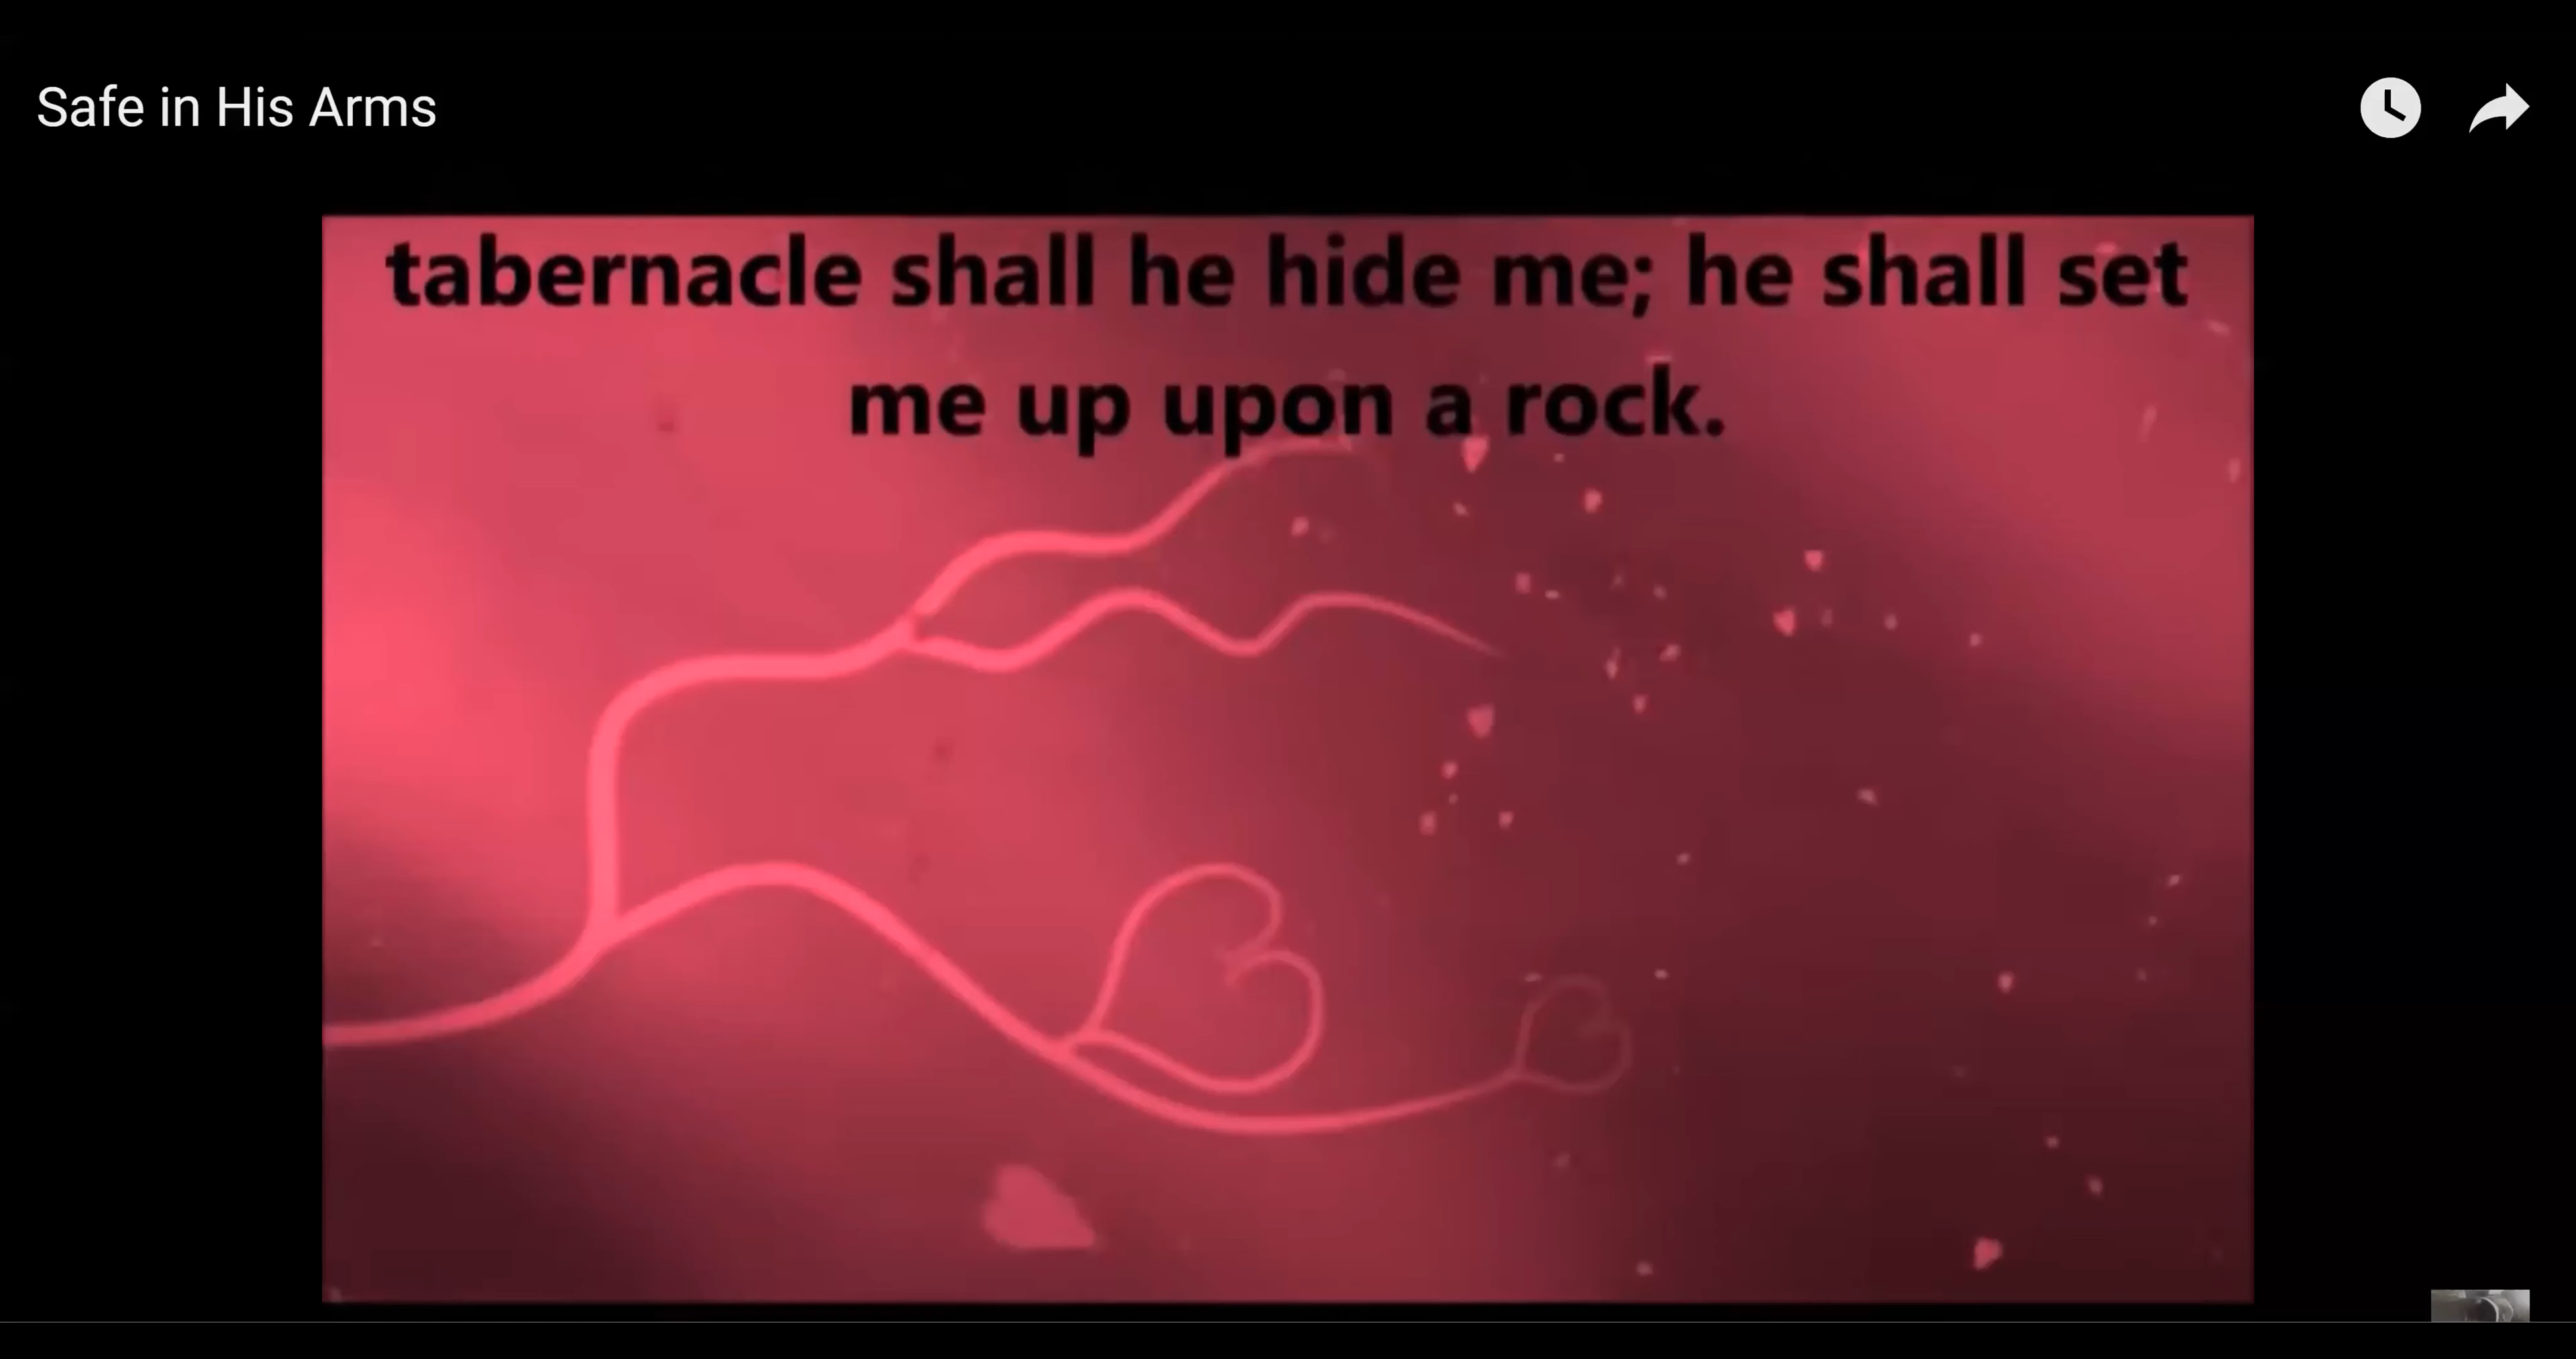 Safe in His Arms
tabernacle shall he hide me; he shall set
me up upon a rock.